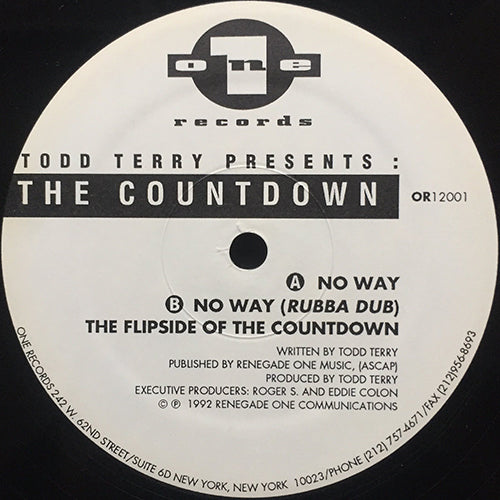 1
one
records
TODD TERRY PRESENTS :
THE COUNTDOWN
OR12001
A NO WAY
B NO WAY (RUBBA DUB)
THE FLIPSIDE OF THE COUNTDOWN
WRITTEN BY TODD TERRY
PUBLISHED BY RENEGADE ONE MUSIC, (ASCAP)
PRODUCED BY TODD TERRY
EXECUTIVE PRODUCERS: ROGER S. AND EDDIE COLON
© ℗ 1992 RENEGADE ONE COMMUNICATIONS
ONE RECORDS 242 W. 62ND STREET/SUITE 6D NEW YORK, NEW YORK 10023/PHONE (212) 757-4671/FAX (212)956-8693